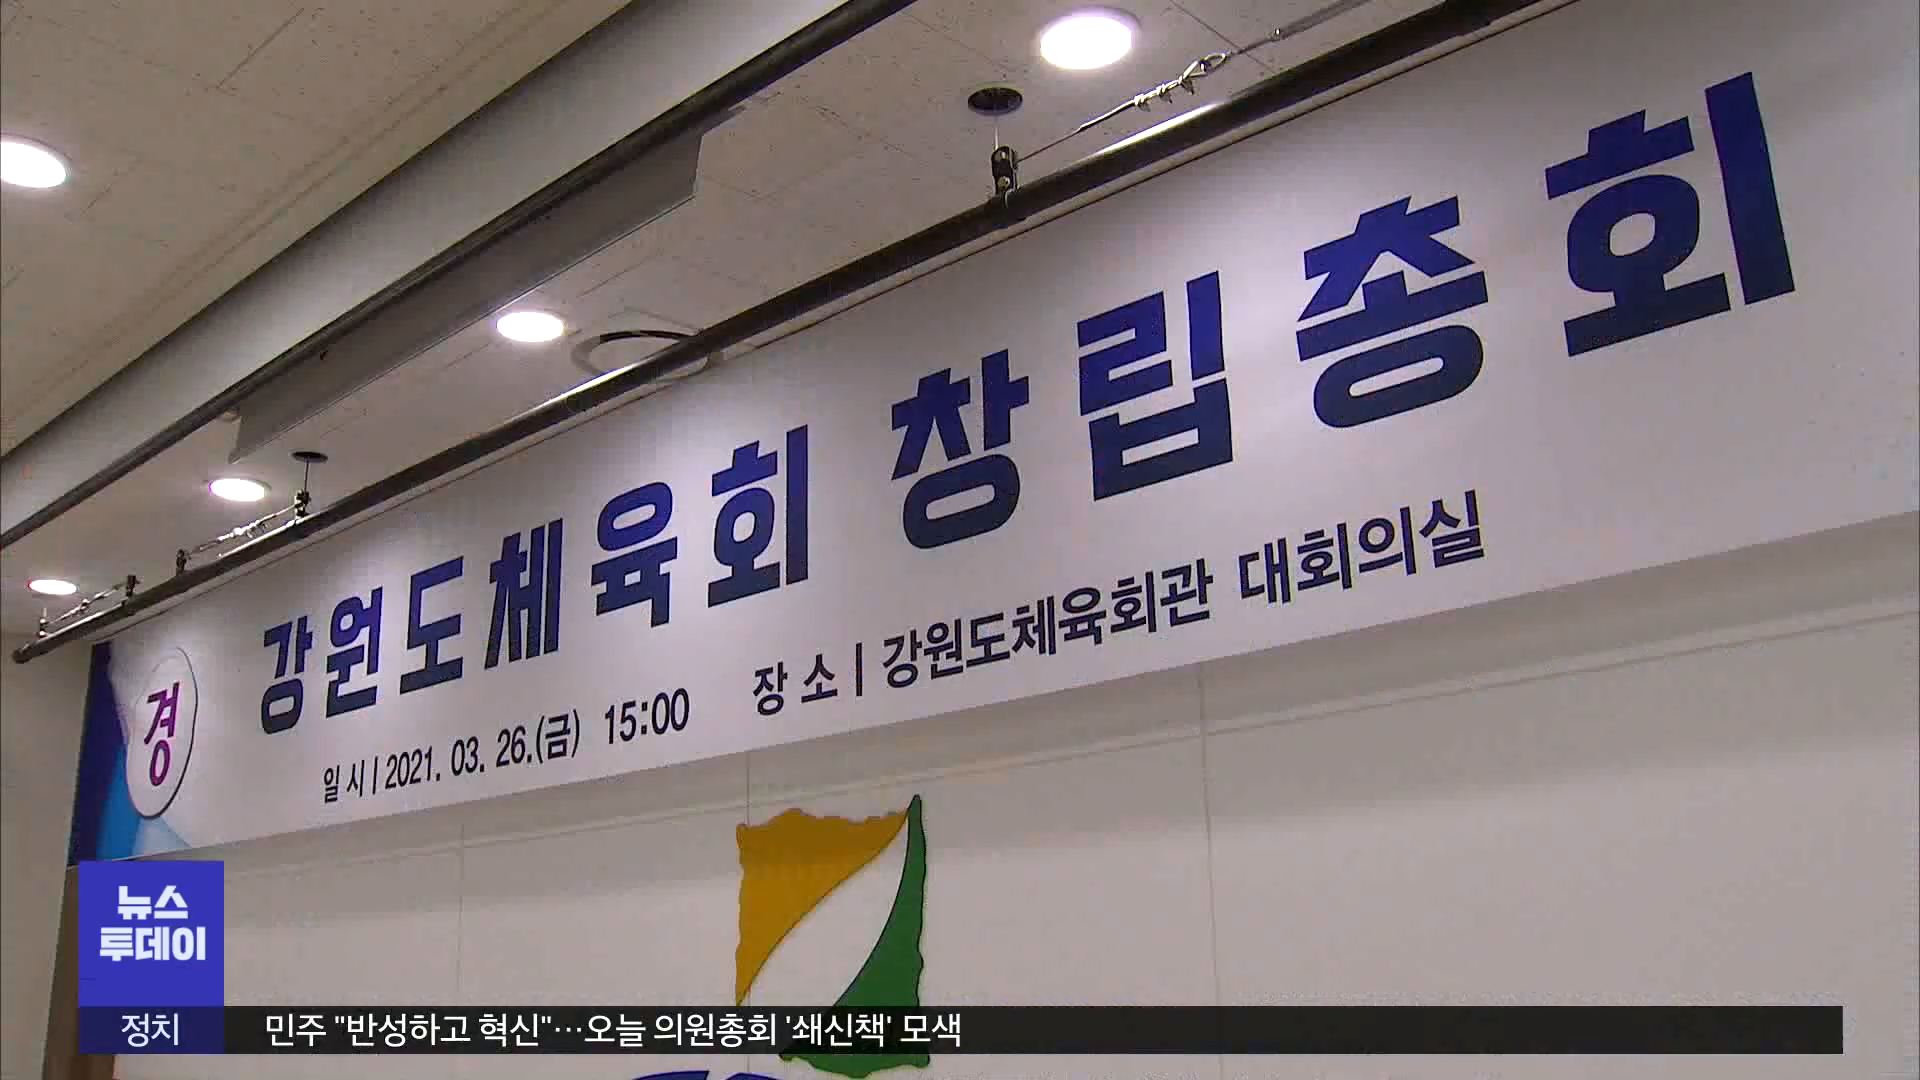 경
강원도체육회 창립총회
일 시 | 2021. 03. 26.(금) 15:00 장 소 | 강원도체육회관 대회의실
뉴스
투데이
정치
민주 "반성하고 혁신"…오늘 의원총회 '쇄신책' 모색